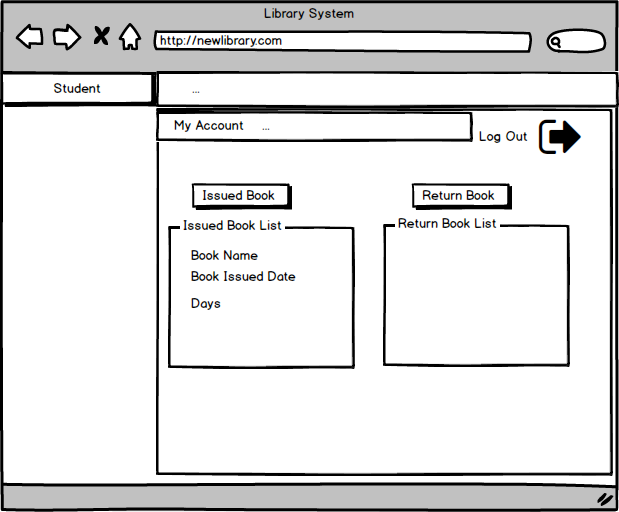 Library System
http://newlibrary.com
Student
...
My Account ...
Log Out
Issued Book
Return Book
Issued Book List
Return Book List
Book Name
Book Issued Date
Days